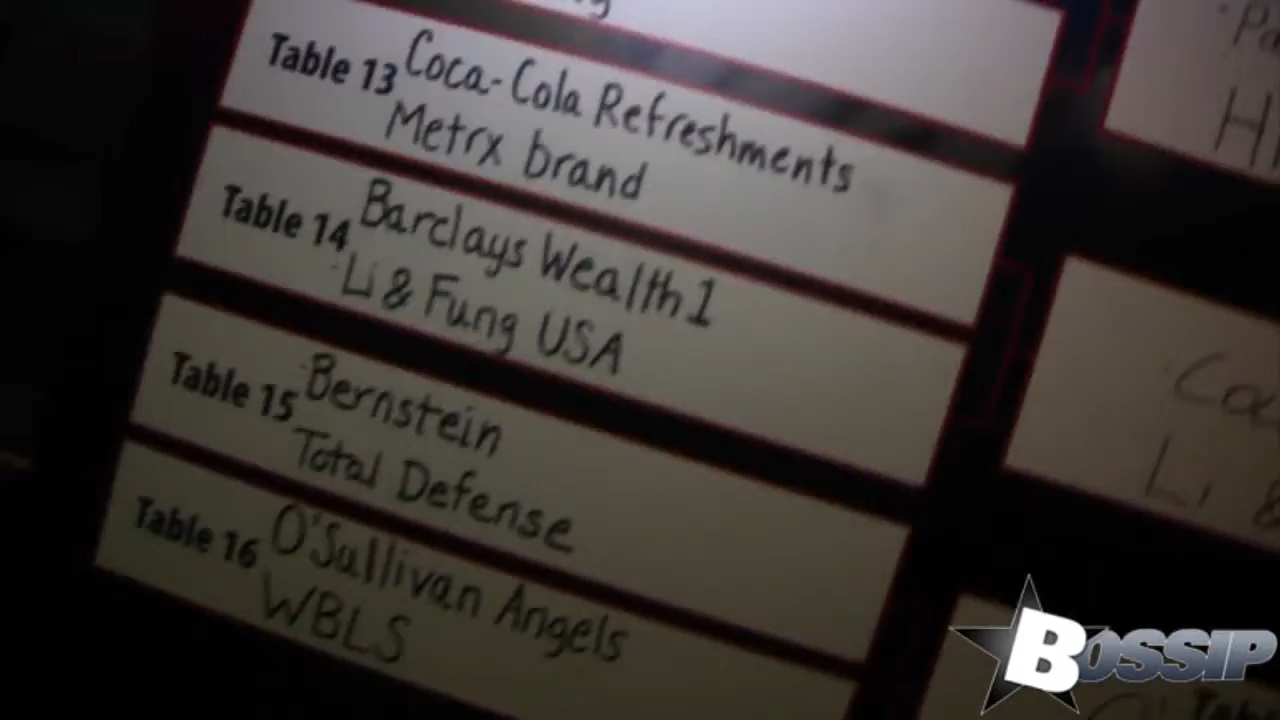 Table 13 Coca-Cola Refreshments
Metrx brand
Table 14 Barclays Wealth 1
Li & Fung USA
Table 15 Bernstein
Total Defense
Table 16 O'Sullivan Angels
WBLS
Li &
BOSSIP